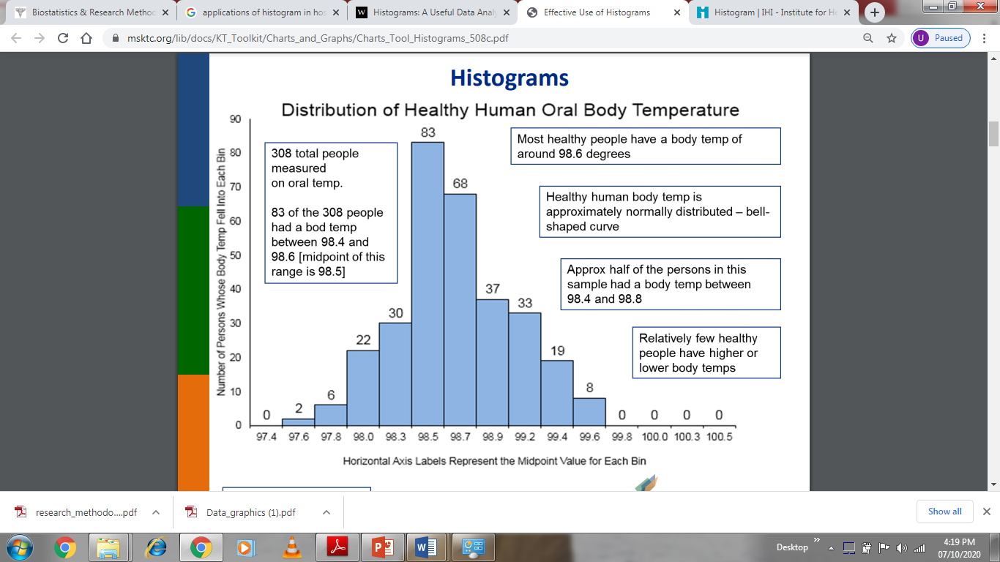 Biostatistics & Research Metho
applications of histogram in hos
Histograms: A Useful Data Anal
Effective Use of Histograms
Histogram | IHI - Institute for He
msktc.org/lib/docs/KT_Toolkit/Charts_and_Graphs/Charts_Tool_Histograms_508c.pdf
U Paused
Histograms
Distribution of Healthy Human Oral Body Temperature
Number of Persons Whose Body Temp Fell Into Each Bin
90
80
70
60
50
40
30
20
10
0
308 total people
measured
on oral temp.
83 of the 308 people
had a bod temp
between 98.4 and
98.6 [midpoint of this
range is 98.5]
Most healthy people have a body temp of
around 98.6 degrees
Healthy human body temp is
approximately normally distributed – bell-
shaped curve
Approx half of the persons in this
sample had a body temp between
98.4 and 98.8
Relatively few healthy
people have higher or
lower body temps
0 2 6 22 30 83 68 37 33 19 8 0 0 0 0
97.4 97.6 97.8 98.0 98.3 98.5 98.7 98.9 99.2 99.4 99.6 99.8 100.0 100.3 100.5
Horizontal Axis Labels Represent the Midpoint Value for Each Bin
research_methodo....pdf
Data_graphics (1).pdf
Show all
Desktop
4:19 PM
07/10/2020